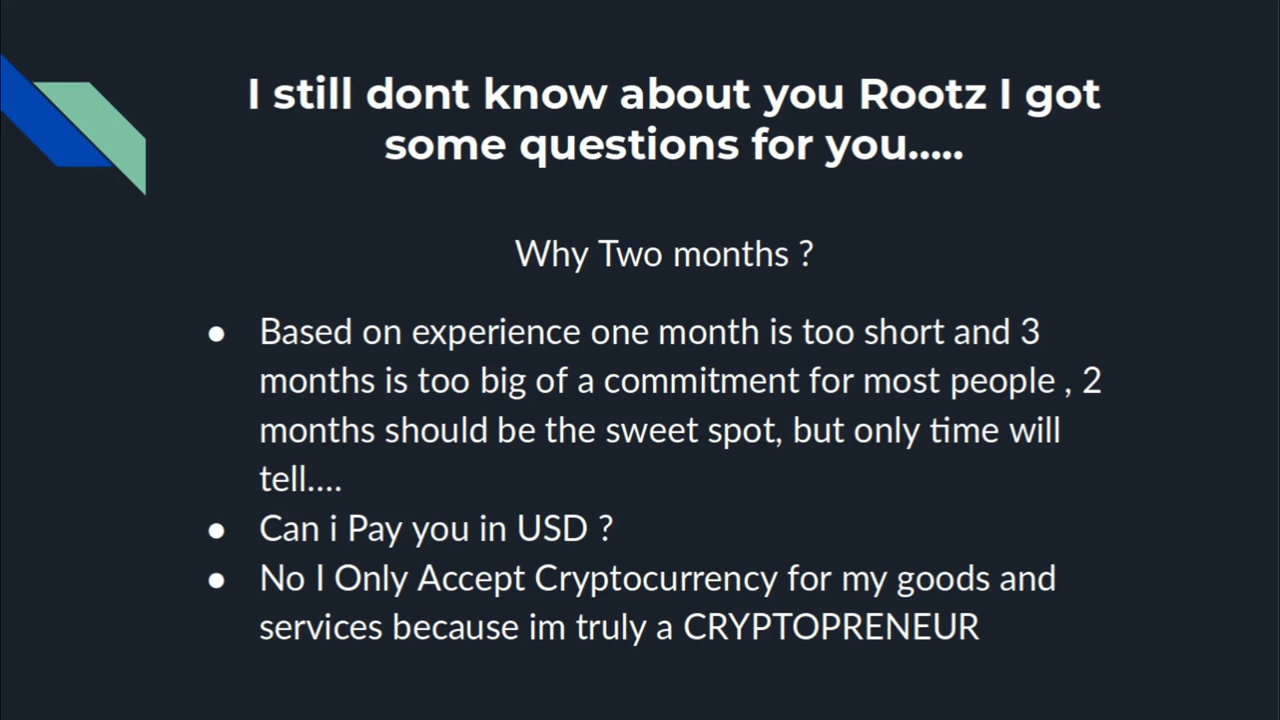 I still dont know about you Rootz I got
some questions for you.....
Why Two months ?
● Based on experience one month is too short and 3
months is too big of a commitment for most people , 2
months should be the sweet spot, but only time will
tell....
● Can i Pay you in USD ?
● No I Only Accept Cryptocurrency for my goods and
services because im truly a CRYPTOPRENEUR